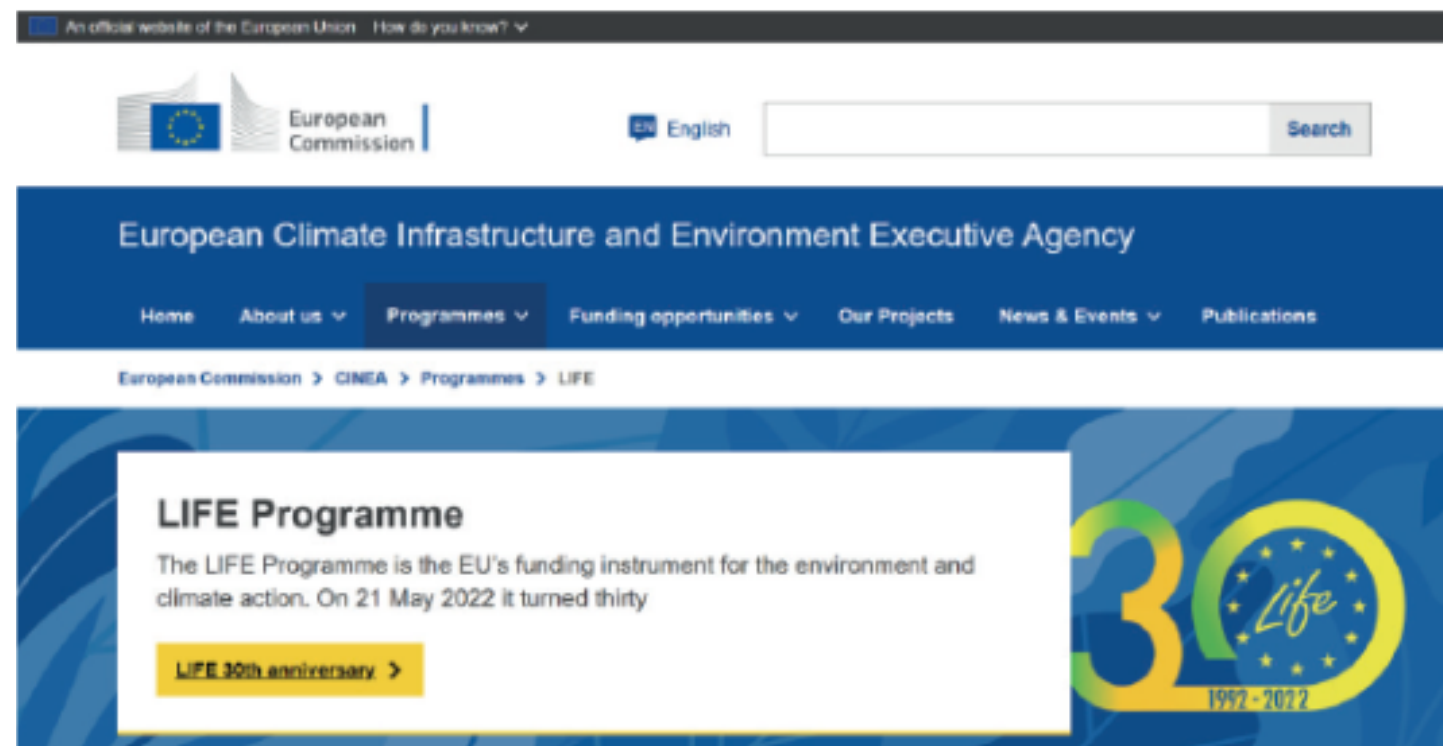 An official website of the European Union How do you know?
European
Commission
EN English
Search
European Climate Infrastructure and Environment Executive Agency
Home About us Programmes Funding opportunities Our Projects News & Events Publications
European Commission > CINEA > Programmes > LIFE
LIFE Programme
The LIFE Programme is the EU's funding instrument for the environment and
climate action. On 21 May 2022 it turned thirty
LIFE 30th anniversary >
30
Life
1992 - 2022